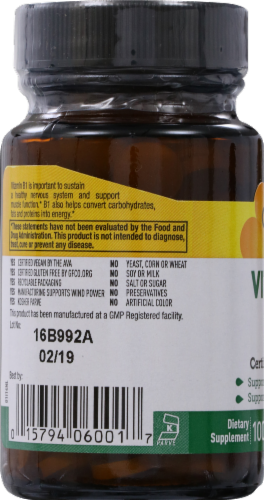 Vitamin B1 is important to sustain
a healthy nervous system and support
muscle function.* B1 also helps convert carbohydrates,
fats and proteins into energy.*
*These statements have not been evaluated by the Food and
Drug Administration. This product is not intended to diagnose,
treat, cure or prevent any disease.
YES CERTIFIED VEGAN BY THE AVA NO YEAST, CORN OR WHEAT
YES CERTIFIED GLUTEN FREE BY GFCO.ORG NO SOY OR MILK
YES RECYCLABLE PACKAGING NO SALT OR SUGAR
YES MANUFACTURING SUPPORTS WIND POWER NO PRESERVATIVES
YES KOSHER PARVE NO ARTIFICIAL COLOR
This product has been manufactured at a GMP Registered facility.
Lot No:
16B992A
02/19
Best by:
0 15794 06001 7
K
PARVE
VI
Certi
Suppor
Suppor
Dietary
Supplement
100